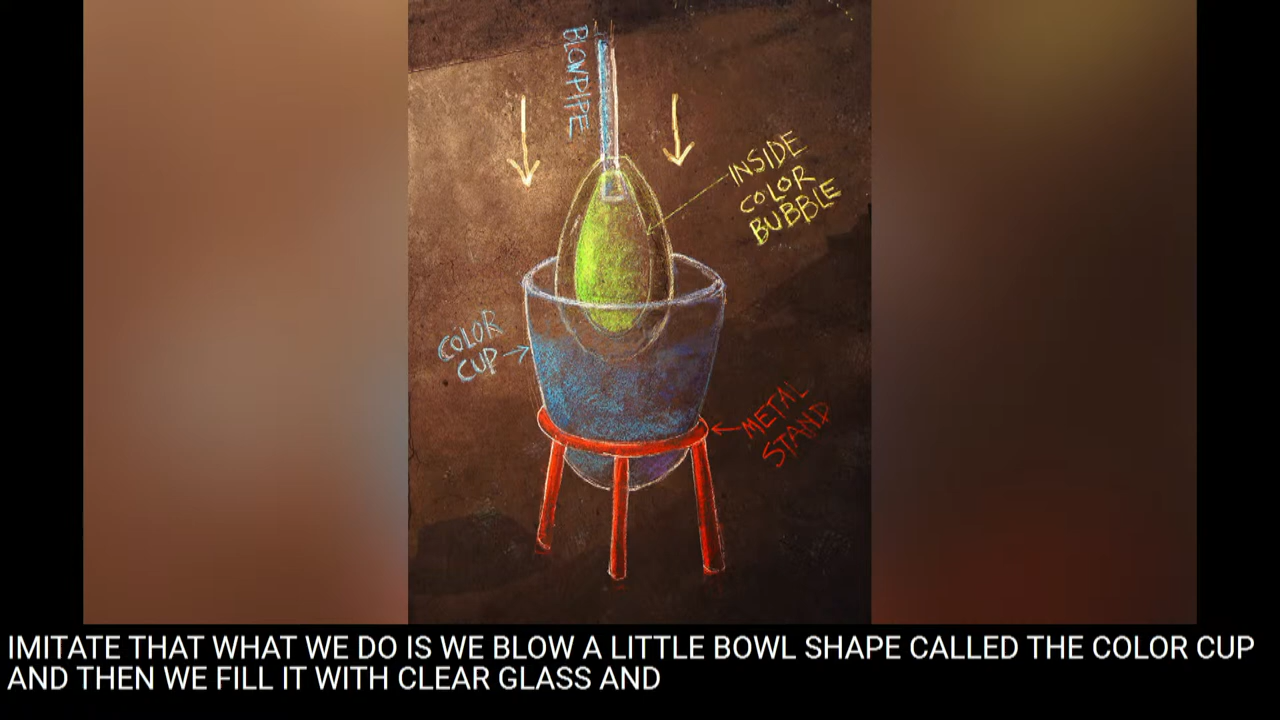 BLOWPIPE
INSIDE
COLOR
BUBBLE
COLOR
CUP
METAL
STAND
IMITATE THAT WHAT WE DO IS WE BLOW A LITTLE BOWL SHAPE CALLED THE COLOR CUP
AND THEN WE FILL IT WITH CLEAR GLASS AND